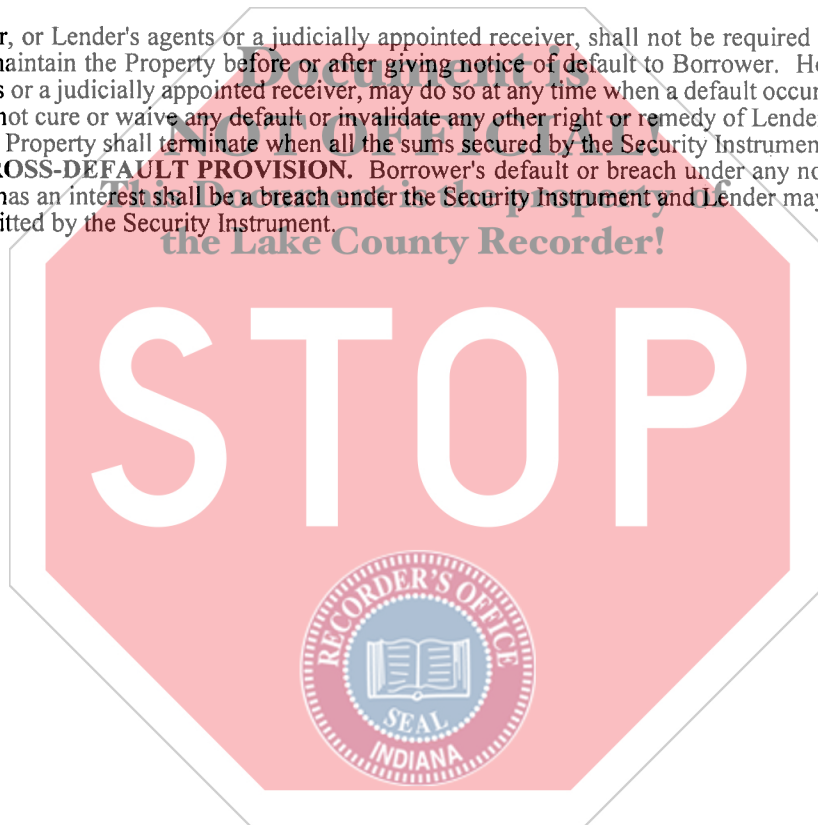 r, or Lender's agents or a judicially appointed receiver, shall not be required
aintain the Property before or after giving notice of default to Borrower. He
s or a judicially appointed receiver, may do so at any time when a default occur
not cure or waive any default or invalidate any other right or remedy of Lende
Property shall terminate when all the sums secured by the Security Instrumen
ROSS-DEFAULT PROVISION. Borrower's default or breach under any no
has an interest shall be a breach under the Security Instrument and Lender may
itted by the Security Instrument.
Document is
NOT OFFICIAL!
This Document is the property of
the Lake County Recorder!
STOP
RECORDER'S OFFICE
SEAL
INDIANA